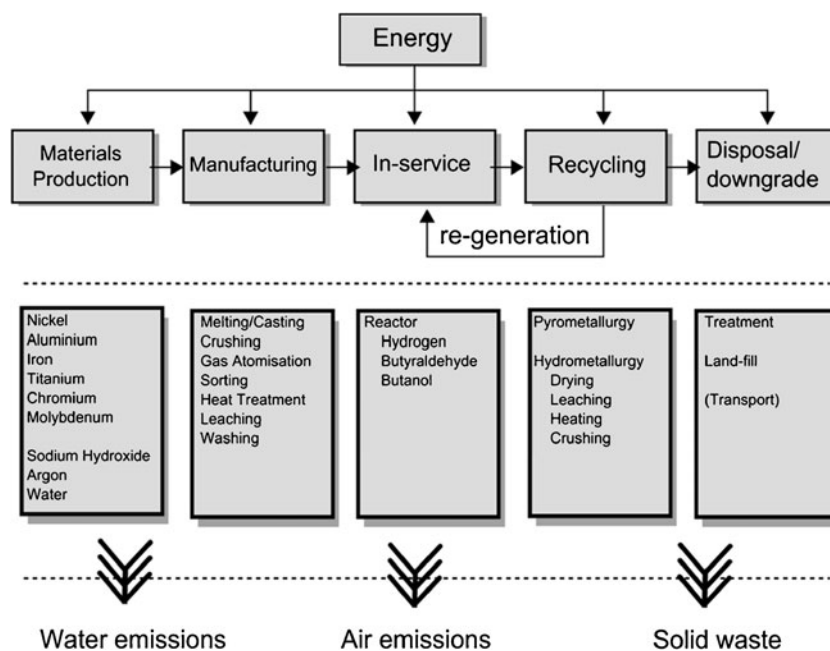 Energy
Materials
Production
Manufacturing
In-service
Recycling
Disposal/
downgrade
re-generation
Nickel
Aluminium
Iron
Titanium
Chromium
Molybdenum
Sodium Hydroxide
Argon
Water
Melting/Casting
Crushing
Gas Atomisation
Sorting
Heat Treatment
Leaching
Washing
Reactor
Hydrogen
Butyraldehyde
Butanol
Pyrometallurgy
Hydrometallurgy
Drying
Leaching
Heating
Crushing
Treatment
Land-fill
(Transport)
Water emissions
Air emissions
Solid waste